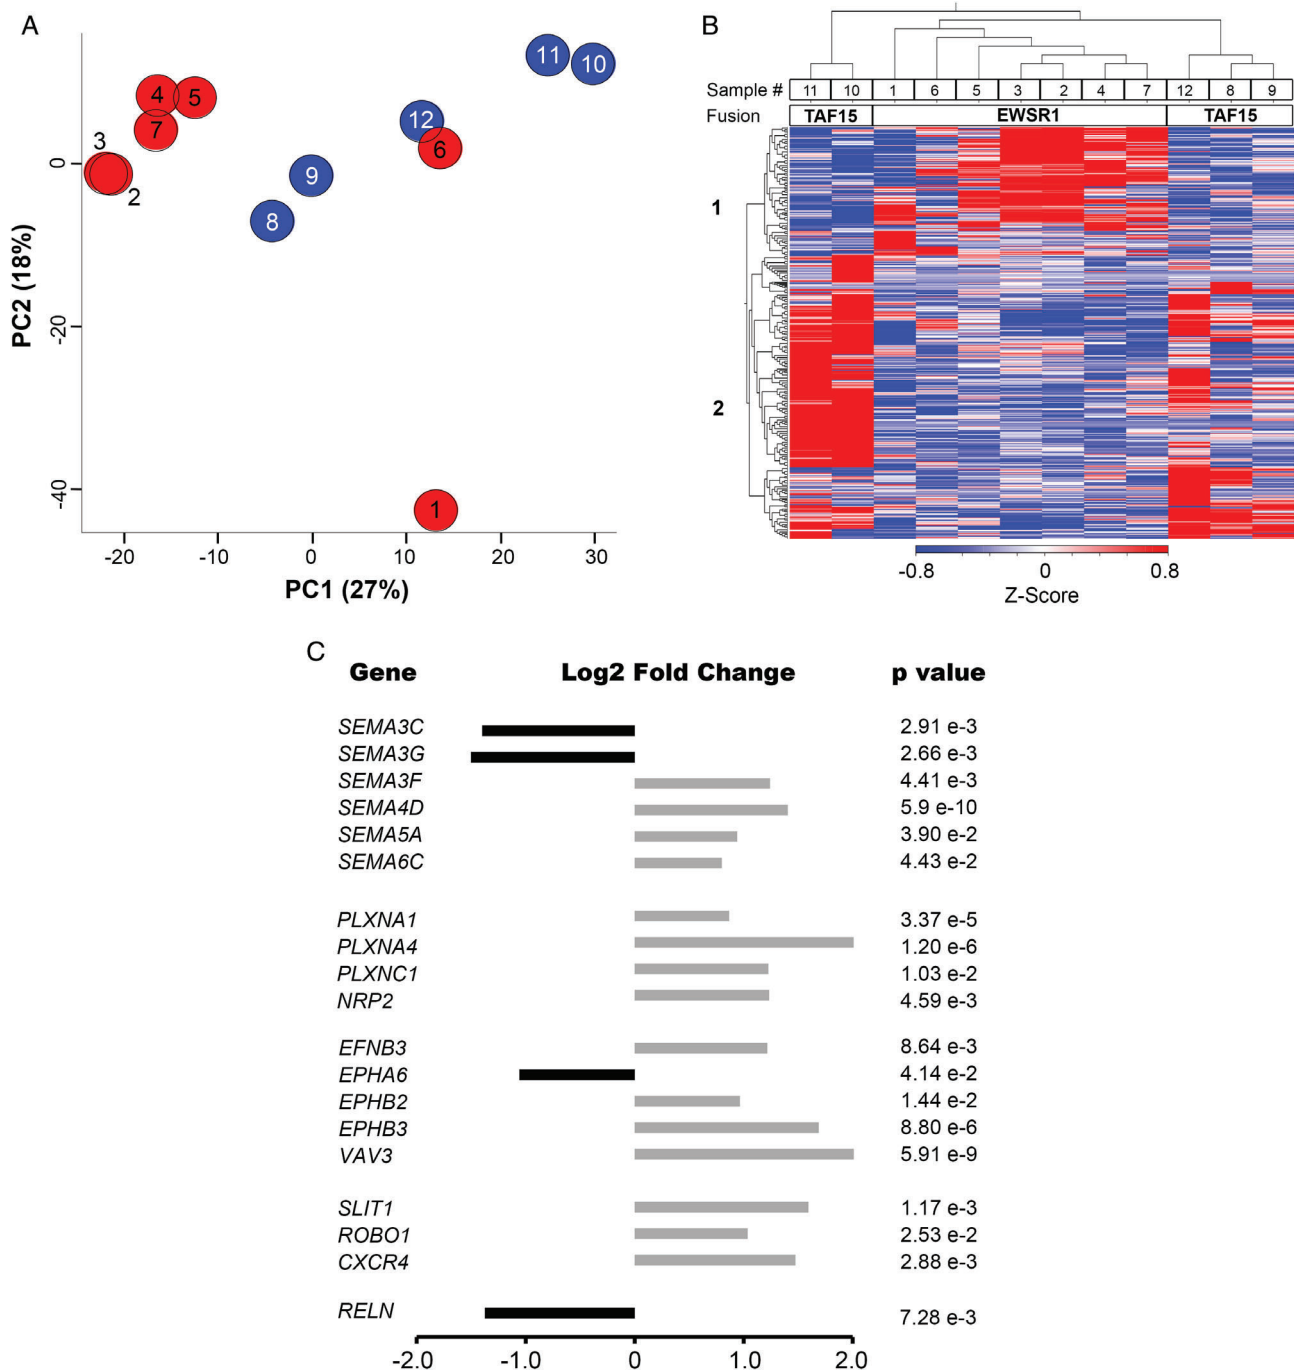 A
4
5
7
3
2
11
10
12
6
9
8
1
0
-20
-40
PC2 (18%)
-20
-10
0
10
20
30
PC1 (27%)
B
Sample # 11 10 1 6 5 3 2 4 7 12 8 9
Fusion TAF15 EWSR1 TAF15
1
2
-0.8 0 0.8
Z-Score
C
Gene Log2 Fold Change p value
SEMA3C 2.91 e-3
SEMA3G 2.66 e-3
SEMA3F 4.41 e-3
SEMA4D 5.9 e-10
SEMA5A 3.90 e-2
SEMA6C 4.43 e-2
PLXNA1 3.37 e-5
PLXNA4 1.20 e-6
PLXNC1 1.03 e-2
NRP2 4.59 e-3
EFNB3 8.64 e-3
EPHA6 4.14 e-2
EPHB2 1.44 e-2
EPHB3 8.80 e-6
VAV3 5.91 e-9
SLIT1 1.17 e-3
ROBO1 2.53 e-2
CXCR4 2.88 e-3
RELN 7.28 e-3
-2.0 -1.0 0 1.0 2.0